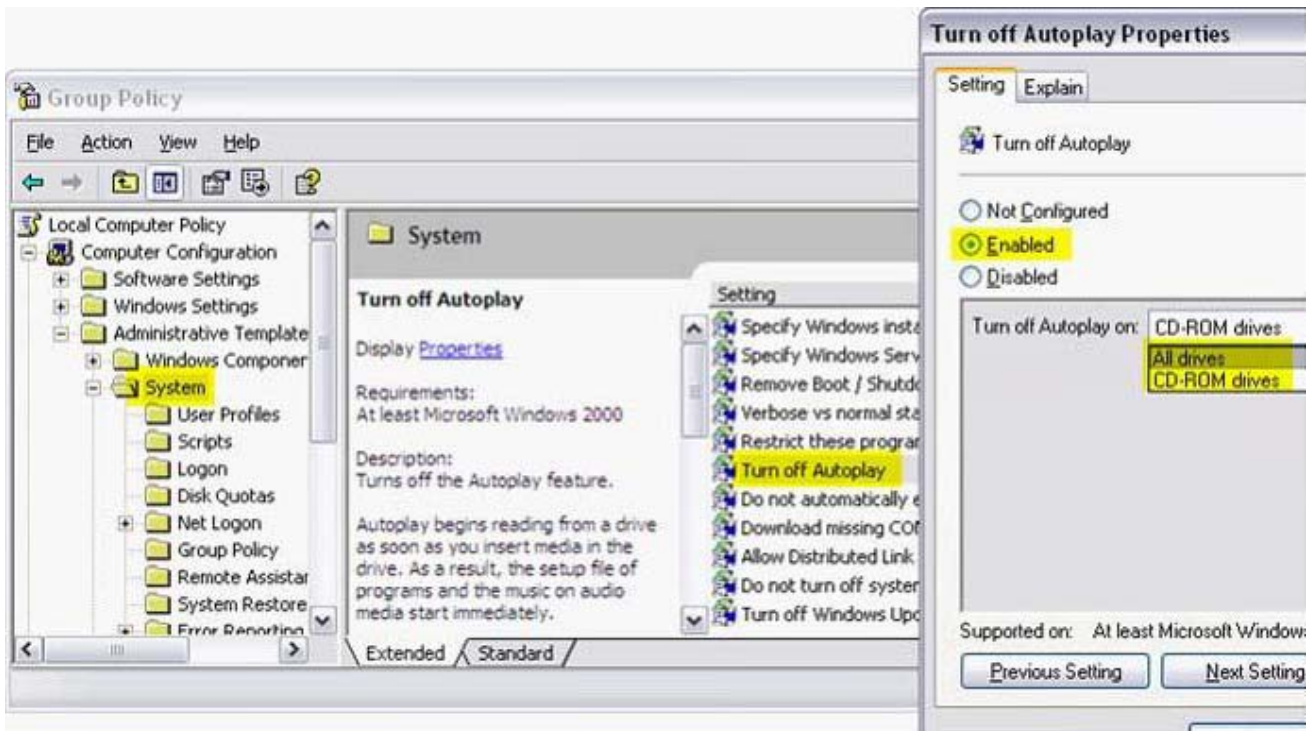 Group Policy
File Action View Help
Local Computer Policy
Computer Configuration
Software Settings
Windows Settings
Administrative Template
Windows Componer
System
User Profiles
Scripts
Logon
Disk Quotas
Net Logon
Group Policy
Remote Assistar
System Restore
Error Reporting
System
Turn off Autoplay
Display Properties
Requirements:
At least Microsoft Windows 2000
Description:
Turns off the Autoplay feature.
Autoplay begins reading from a drive
as soon as you insert media in the
drive. As a result, the setup file of
programs and the music on audio
media start immediately.
Setting
Specify Windows insta
Specify Windows Serv
Remove Boot / Shutdo
Verbose vs normal sta
Restrict these prograr
Turn off Autoplay
Do not automatically e
Download missing COM
Allow Distributed Link
Do not turn off syster
Turn off Windows Upd
Extended Standard
Turn off Autoplay Properties
Setting Explain
Turn off Autoplay
Not Configured
Enabled
Disabled
Turn off Autoplay on: CD-ROM drives
All drives
CD-ROM drives
Supported on: At least Microsoft Windows
Previous Setting Next Setting